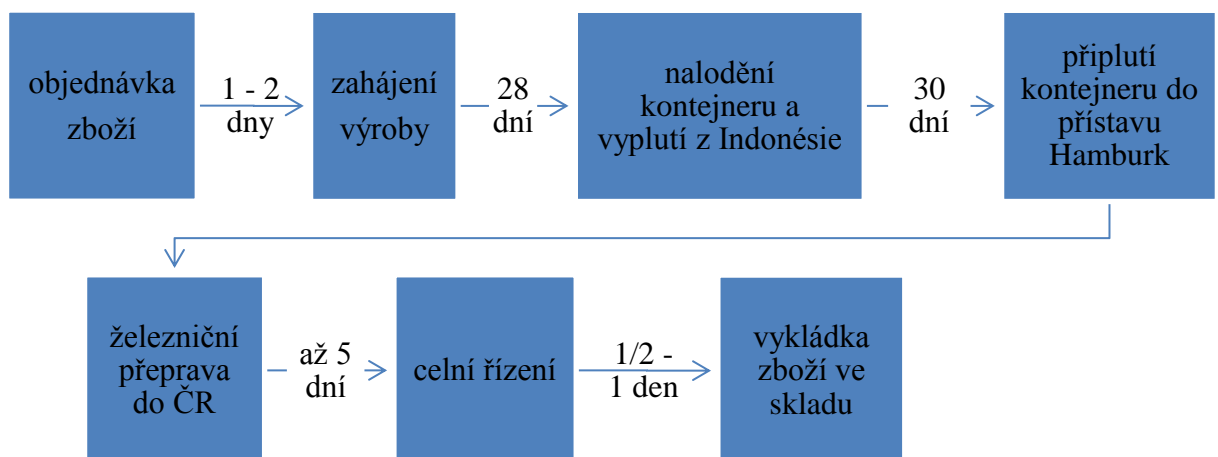 objednávka
zboží
1 - 2
dny
zahájení
výroby
28
dní
nalodění
kontejneru a
vyplutí z Indonésie
30
dní
připlutí
kontejneru do
přístavu
Hamburk
železniční
přeprava
do ČR
až 5
dní
celní řízení
1/2 -
1 den
vykládka
zboží ve
skladu